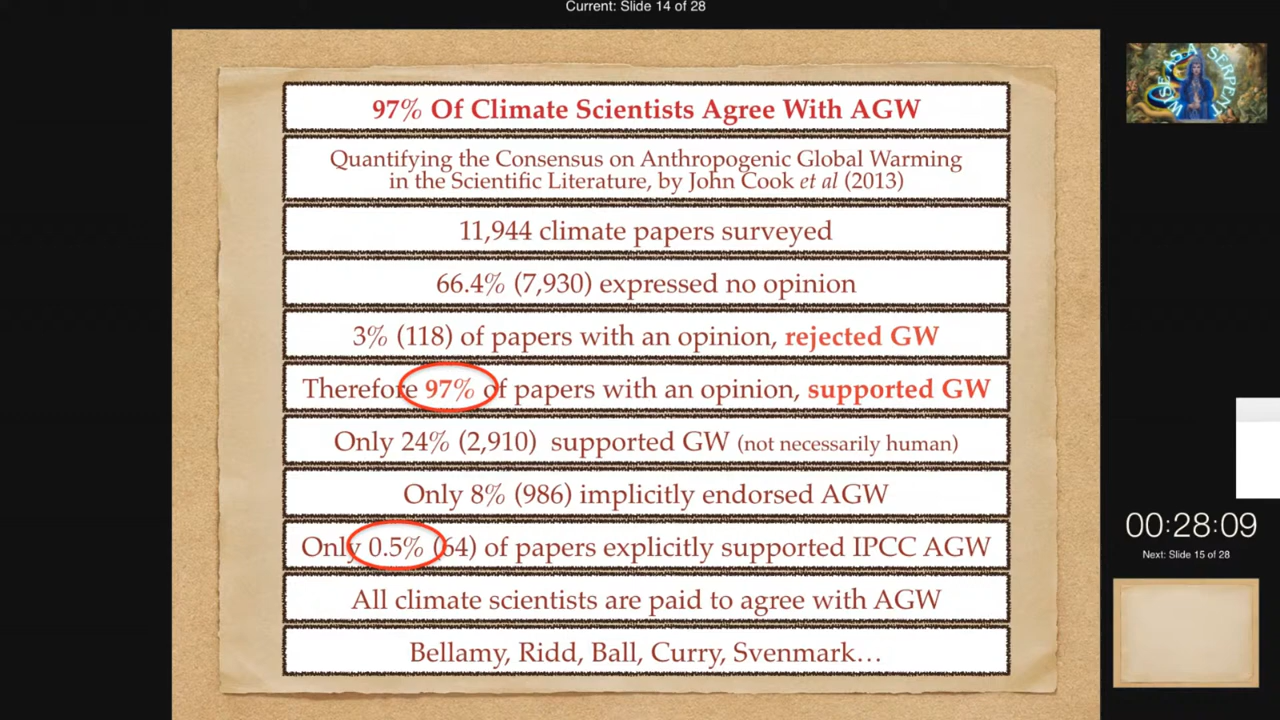 Current: Slide 14 of 28
97% Of Climate Scientists Agree With AGW
Quantifying the Consensus on Anthropogenic Global Warming
in the Scientific Literature, by John Cook et al (2013)
11,944 climate papers surveyed
66.4% (7,930) expressed no opinion
3% (118) of papers with an opinion, rejected GW
Therefore 97% of papers with an opinion, supported GW
Only 24% (2,910) supported GW (not necessarily human)
Only 8% (986) implicitly endorsed AGW
Only 0.5% (64) of papers explicitly supported IPCC AGW
All climate scientists are paid to agree with AGW
Bellamy, Ridd, Ball, Curry, Svenmark…
WISE AS A SERPENT
00:28:09
Next: Slide 15 of 28